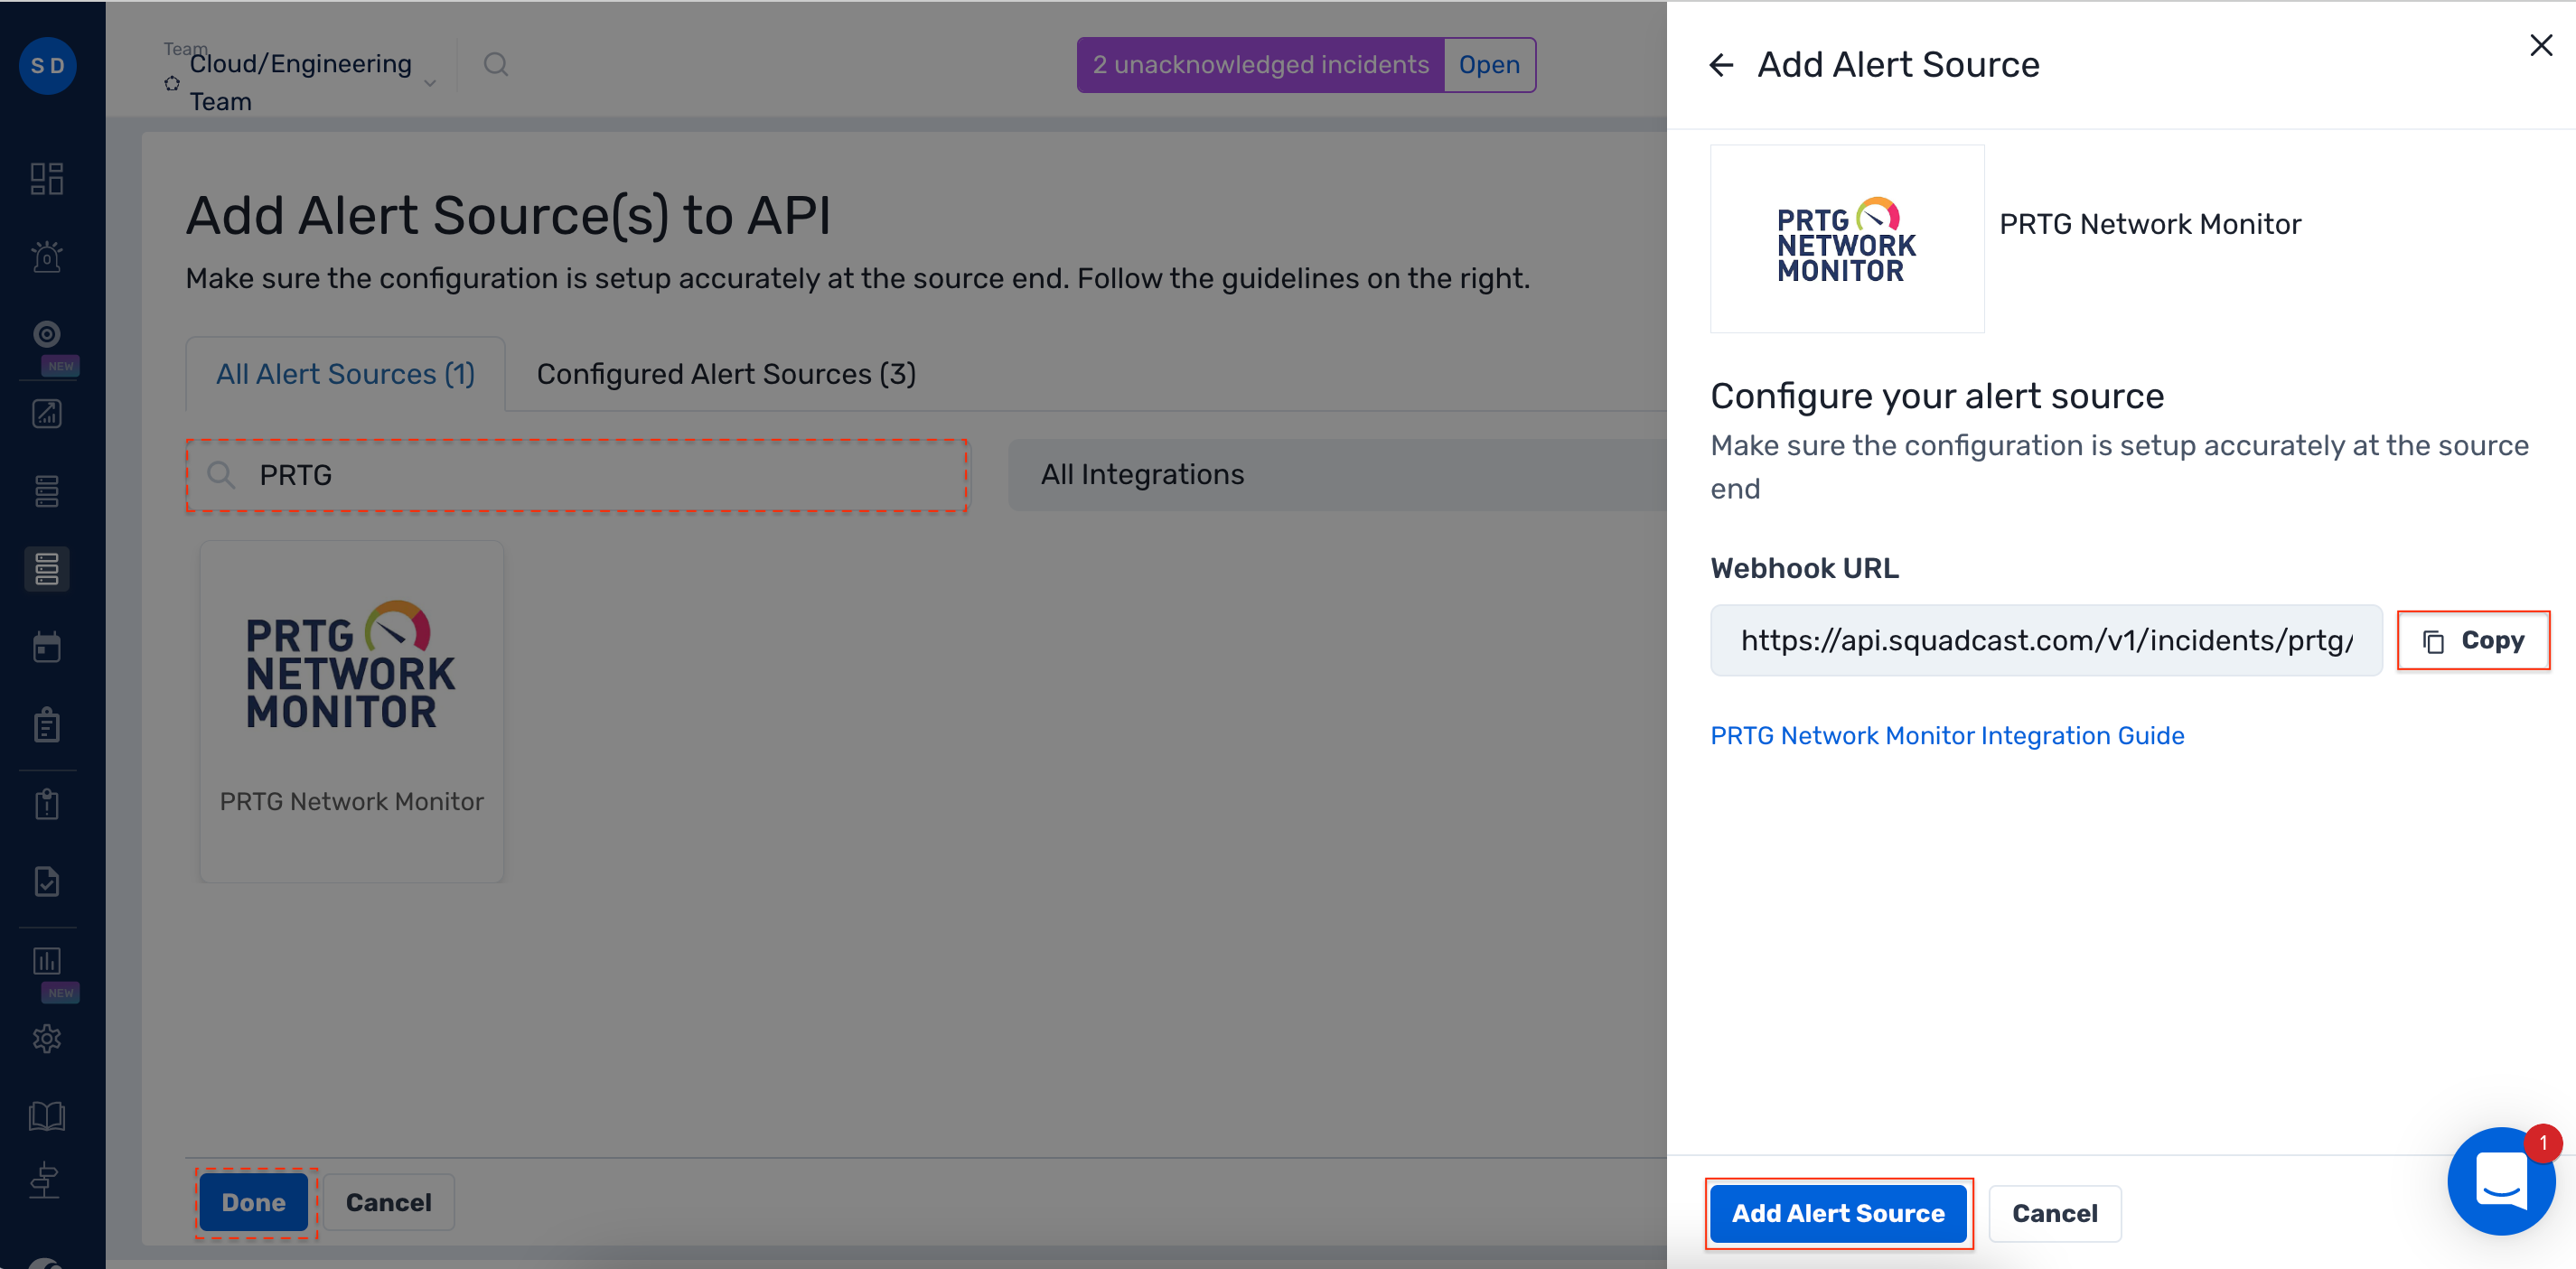 S D
Team
Cloud/Engineering
Team
2 unacknowledged incidents
Open
0
NEW
NEW
Add Alert Source(s) to API
Make sure the configuration is setup accurately at the source end. Follow the guidelines on the right.
All Alert Sources (1)
Configured Alert Sources (3)
PRTG
All Integrations
PRTG
NETWORK
MONITOR
PRTG Network Monitor
Done
Cancel
Add Alert Source
PRTG
NETWORK
MONITOR
PRTG Network Monitor
Configure your alert source
Make sure the configuration is setup accurately at the source
end
Webhook URL
https://api.squadcast.com/v1/incidents/prtg/
Copy
PRTG Network Monitor Integration Guide
1
Add Alert Source
Cancel